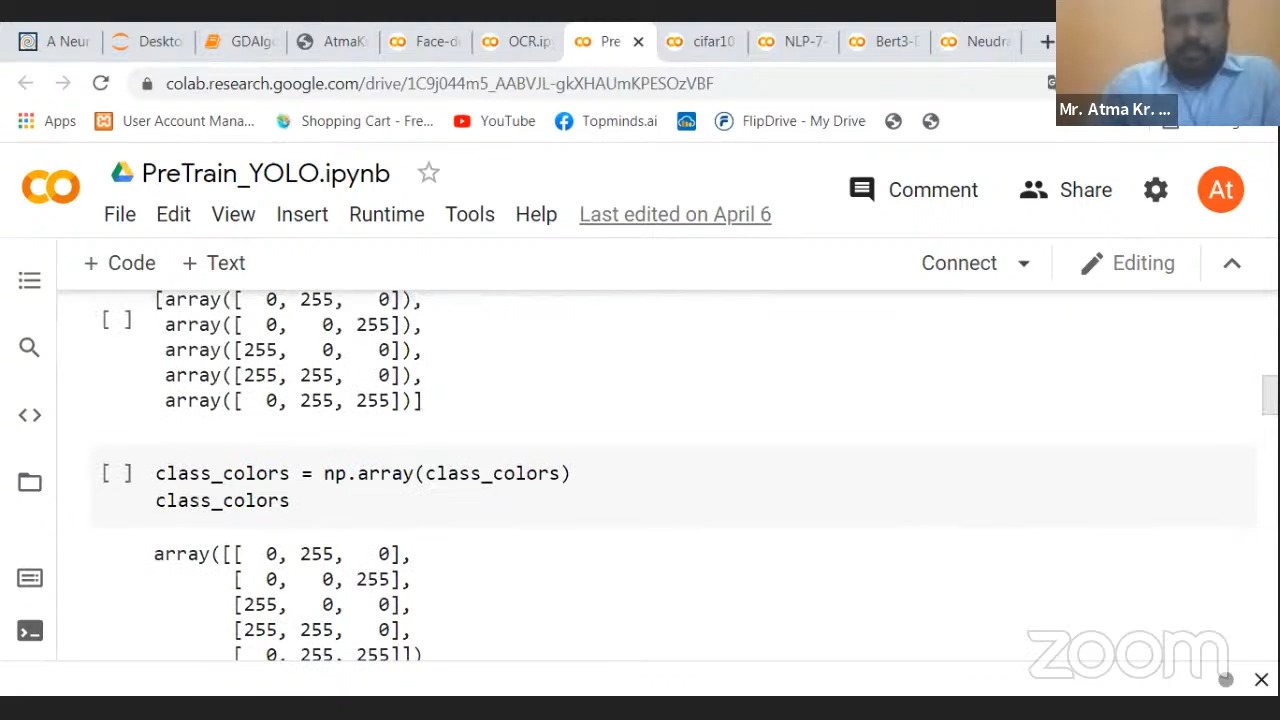 A Neur
Deskto
GDAlgo
AtmaK
Face-d
OCR.ip
Pre
cifar10
NLP-7-
Bert3-D
Neudra
colab.research.google.com/drive/1C9j044m5_AABVJL-gkXHAUmKPESOzVBF
Apps
User Account Mana...
Shopping Cart - Fre...
YouTube
Topminds.ai
FlipDrive - My Drive
Mr. Atma Kr. ...
PreTrain_YOLO.ipynb
Comment
Share
At
File Edit View Insert Runtime Tools Help Last edited on April 6
+ Code + Text
Connect
Editing
[array([ 0, 255, 0]),
[ ]
array([ 0, 0, 255]),
array([255, 0, 0]),
array([255, 255, 0]),
array([ 0, 255, 255])]
[ ] class_colors = np.array(class_colors)
class_colors
array([[ 0, 255, 0],
[ 0, 0, 255],
[255, 0, 0],
[255, 255, 0],
[ 0, 255, 255]])
zoom